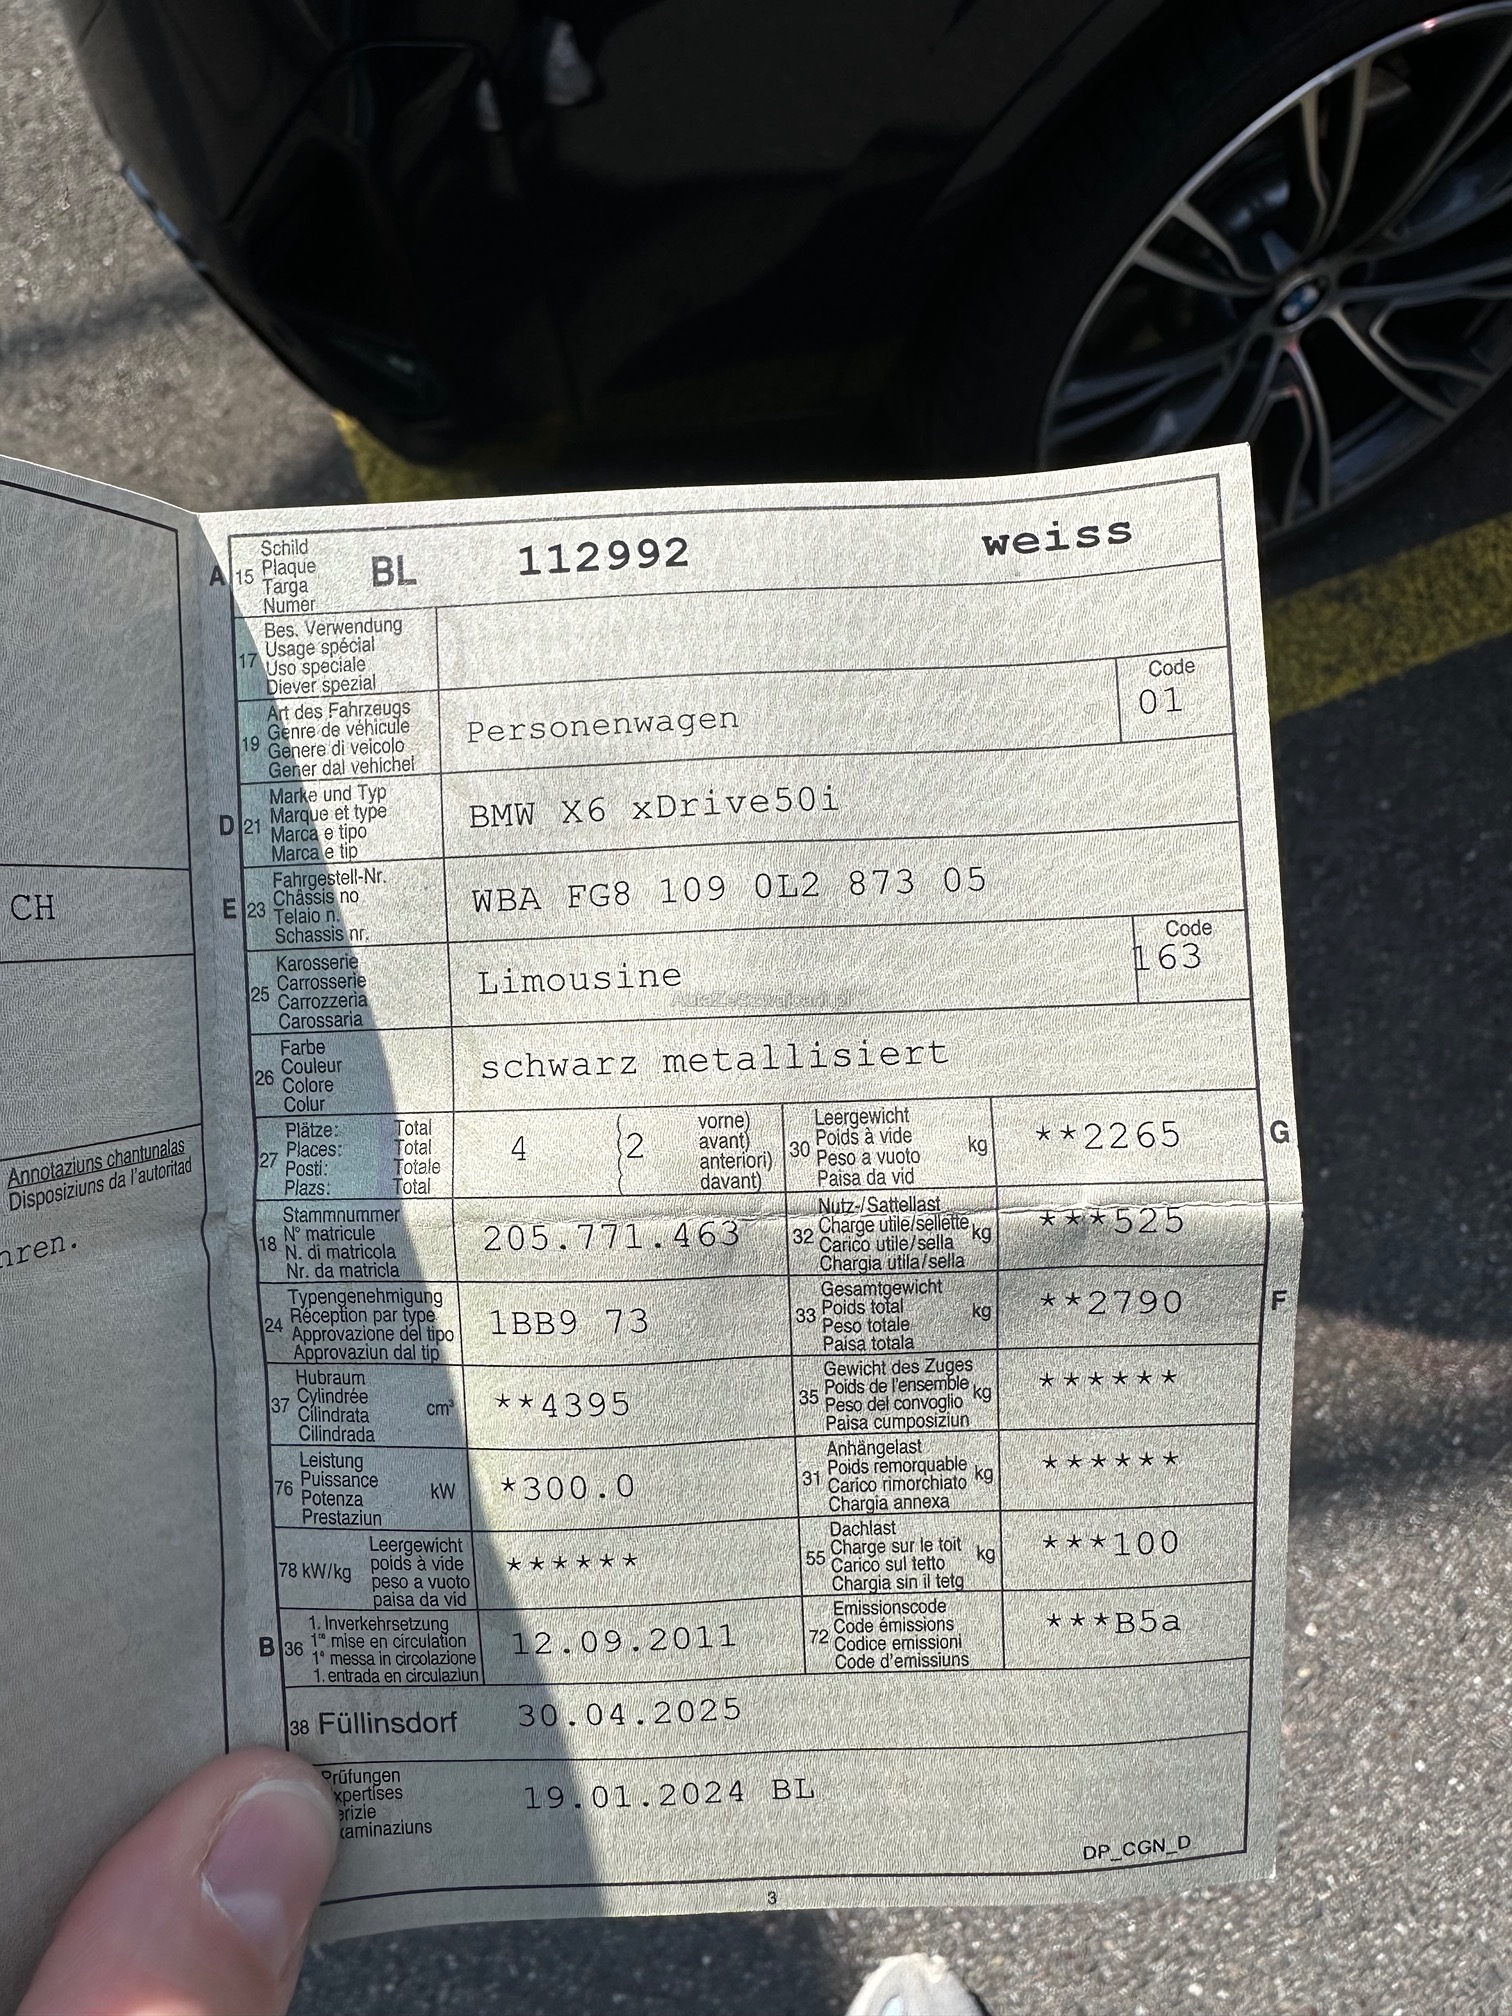 A 15 Schild Plaque Targa Numer BL 112992 weiss
17 Bes. Verwendung Usage spécial Uso speciale Diever spezial
19 Art des Fahrzeugs Genre de véhicule Genere di veicolo Gener dal vehichel Personenwagen Code 01
D 21 Marke und Typ Marque et type Marca e tipo Marca e tip BMW X6 xDrive50i
E 23 Fahrgestell-Nr. Châssis no Telaio n. Schassis nr. WBA FG8 109 0L2 873 05
25 Karosserie Carrosserie Carrozzeria Carossaria Limousine Code 163
26 Farbe Couleur Colore Colur schwarz metallisiert
27 Plätze: Total Places: Total Posti: Totale Plazs: Total 4 (2 vorne) avant) anteriori) davant)
30 Leergewicht Poids à vide Peso a vuoto Paisa da vid kg **2265 G
18 Stammnummer N° matricule N. di matricola Nr. da matricla 205.771.463
32 Nutz-/Sattellast Charge utile/sellette Carico utile/sella Chargia utila/sella kg ***525
24 Typengenehmigung Réception par type Approvazione del tipo Approvaziun dal tip 1BB9 73
33 Gesamtgewicht Poids total Peso totale Paisa totala kg **2790 F
37 Hubraum Cylindrée Cilindrata Cilindrada cm³ **4395
35 Gewicht des Zuges Poids de l'ensemble Peso del convoglio Paisa cumposiziun kg ******
76 Leistung Puissance Potenza Prestaziun kW *300.0
31 Anhängelast Poids remorquable Carico rimorchiato Chargia annexa kg ******
78 kW/kg Leergewicht poids à vide peso a vuoto paisa da vid ******
55 Dachlast Charge sur le toit Carico sul tetto Chargia sin il tetg kg ***100
B 36 1. Inverkehrsetzung 1re mise en circulation 1a messa in circolazione 1. entrada en circulaziun 12.09.2011
72 Emissionscode Code émissions Codice emissioni Code d'emissiuns ***B5a
38 Füllinsdorf 30.04.2025
Prüfungen xpertises erizie xaminaziuns 19.01.2024 BL
DP_CGN_D
3
CH
Annotaziuns chantunalas
Disposiziuns da l'autoritad
hren.